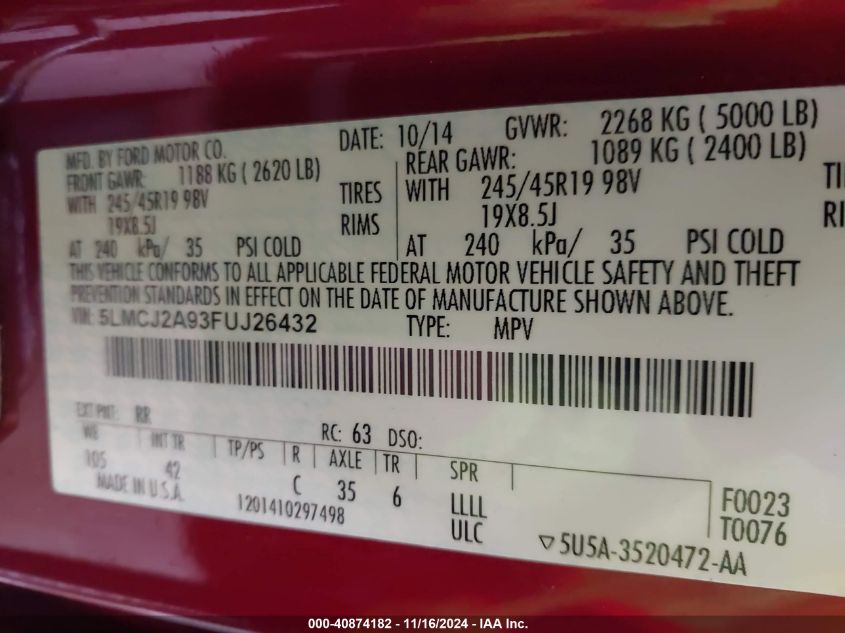 MFD. BY FORD MOTOR CO. DATE: 10/14 GVWR: 2268 KG ( 5000 LB)
FRONT GAWR: 1188 KG ( 2620 LB) REAR GAWR: 1089 KG ( 2400 LB)
WITH 245/45R19 98V TIRES WITH 245/45R19 98V TI
19X8.5J RIMS 19X8.5J RI
AT 240 kPa/ 35 PSI COLD AT 240 kPa/ 35 PSI COLD
THIS VEHICLE CONFORMS TO ALL APPLICABLE FEDERAL MOTOR VEHICLE SAFETY AND THEFT
PREVENTION STANDARDS IN EFFECT ON THE DATE OF MANUFACTURE SHOWN ABOVE.
VIN: 5LMCJ2A93FUJ26432 TYPE: MPV
EXT PNT: RR RC: 63 DSO:
WB INT TR TP/PS R AXLE TR SPR
105 42 C 35 6 LLLL F0023
MADE IN U.S.A. 1201410297498 ULC T0076
▽5U5A-3520472-AA
000-40874182 - 11/16/2024 - IAA Inc.